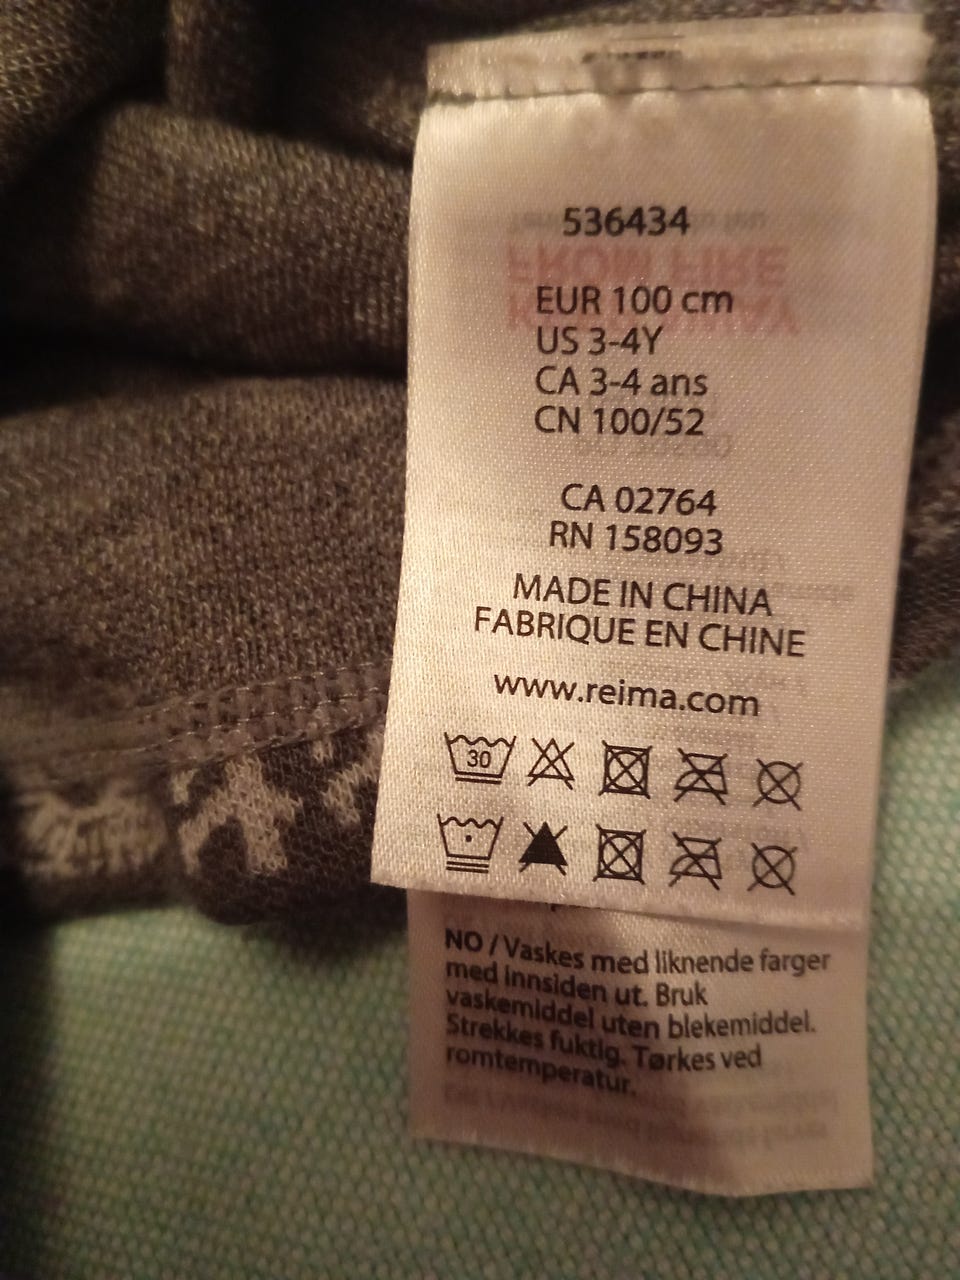 536434
EUR 100 cm
US 3-4Y
CA 3-4 ans
CN 100/52
CA 02764
RN 158093
MADE IN CHINA
FABRIQUE EN CHINE
www.reima.com
30
NO / Vaskes med liknende farger
med innsiden ut. Bruk
vaskemiddel uten blekemiddel.
Strekkes fuktig. Tørkes ved
romtemperatur.